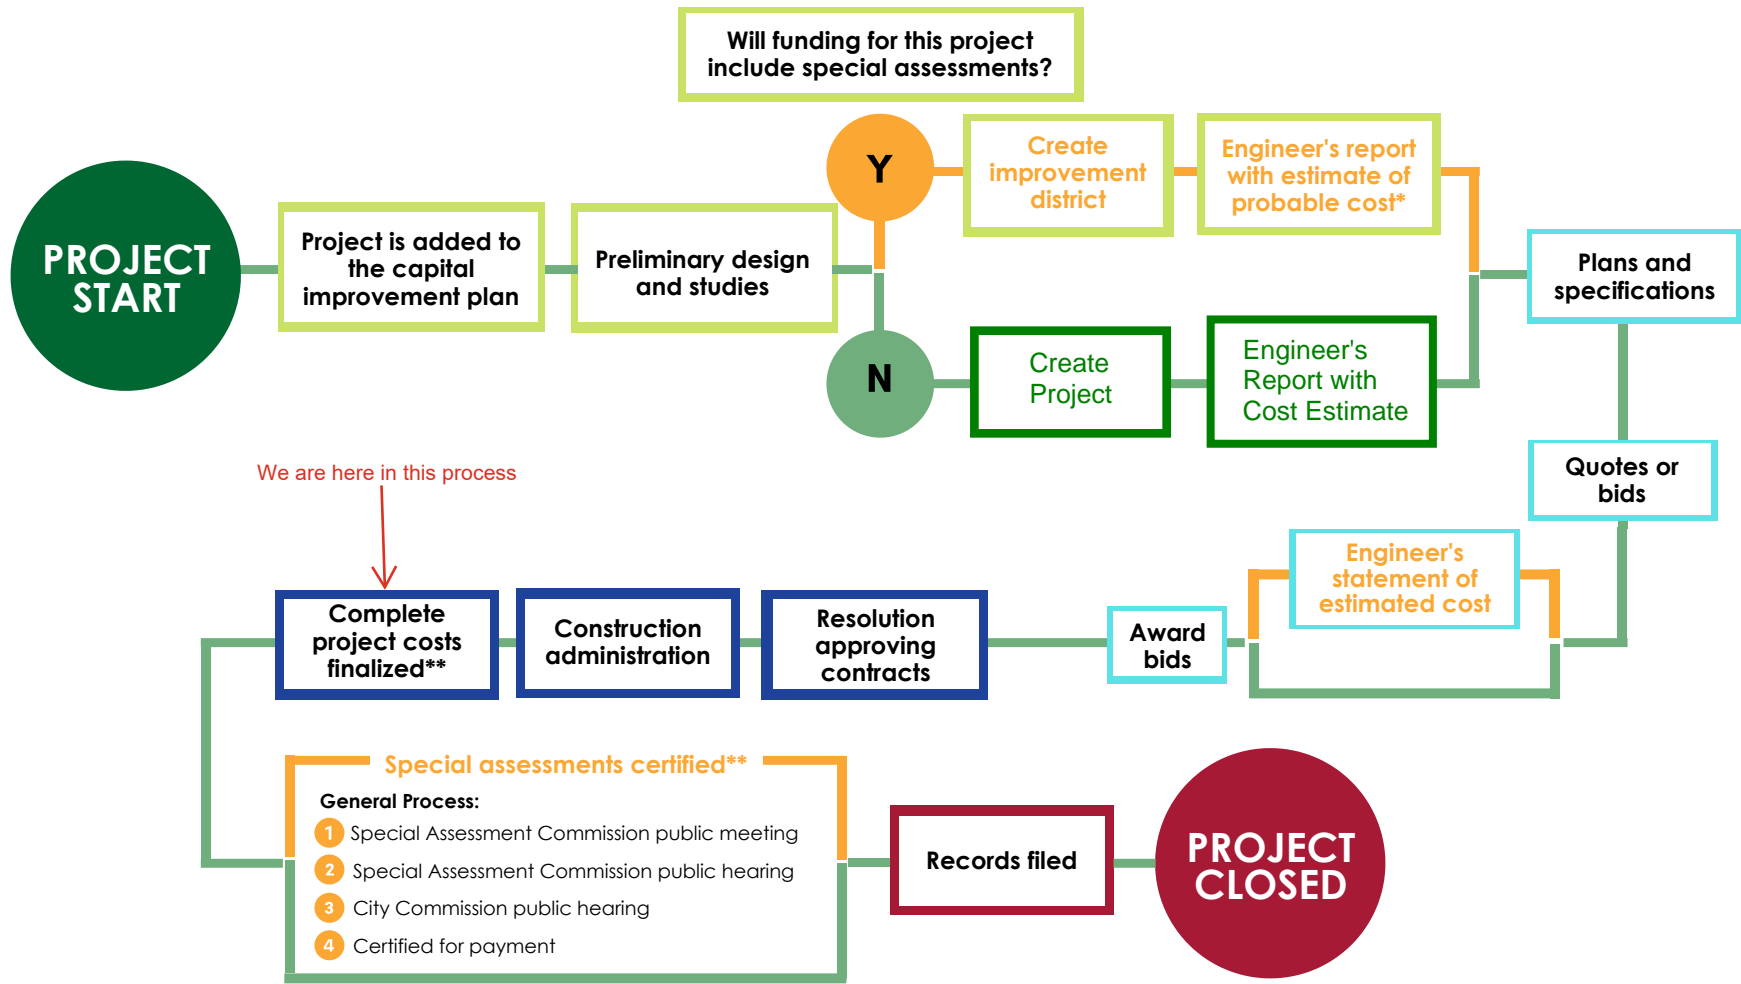 Will funding for this project
include special assessments?
PROJECT
START
Project is added to
the capital
improvement plan
Preliminary design
and studies
Y
Create
improvement
district
Engineer's report
with estimate of
probable cost*
N
Create
Project
Engineer's
Report with
Cost Estimate
Plans and
specifications
Quotes or
bids
Engineer's
statement of
estimated cost
Award
bids
Resolution
approving
contracts
Construction
administration
We are here in this process
Complete
project costs
finalized**
Special assessments certified**
General Process:
1 Special Assessment Commission public meeting
2 Special Assessment Commission public hearing
3 City Commission public hearing
4 Certified for payment
Records filed
PROJECT
CLOSED